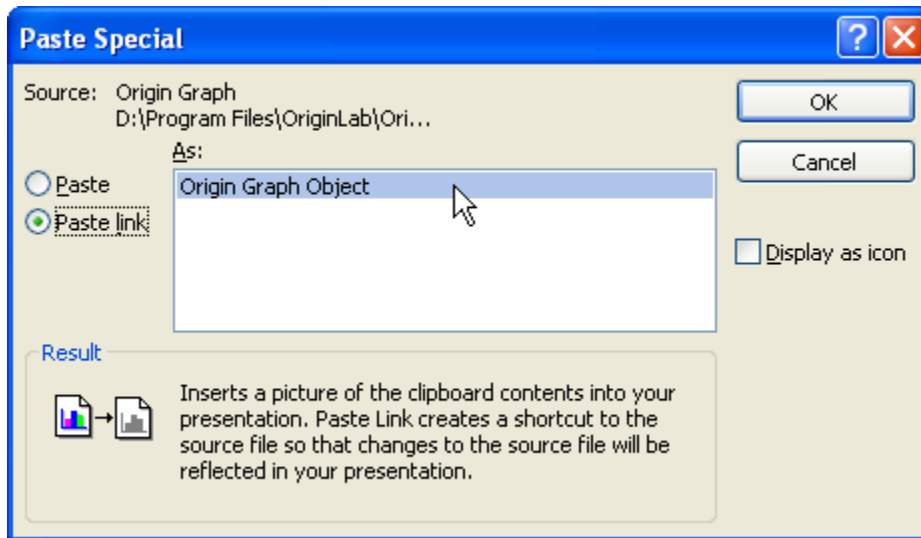 Paste Special
Source: Origin Graph
D:\Program Files\OriginLab\Ori...
As:
Paste
Paste link
Origin Graph Object
OK
Cancel
Display as icon
Result
Inserts a picture of the clipboard contents into your
presentation. Paste Link creates a shortcut to the
source file so that changes to the source file will be
reflected in your presentation.